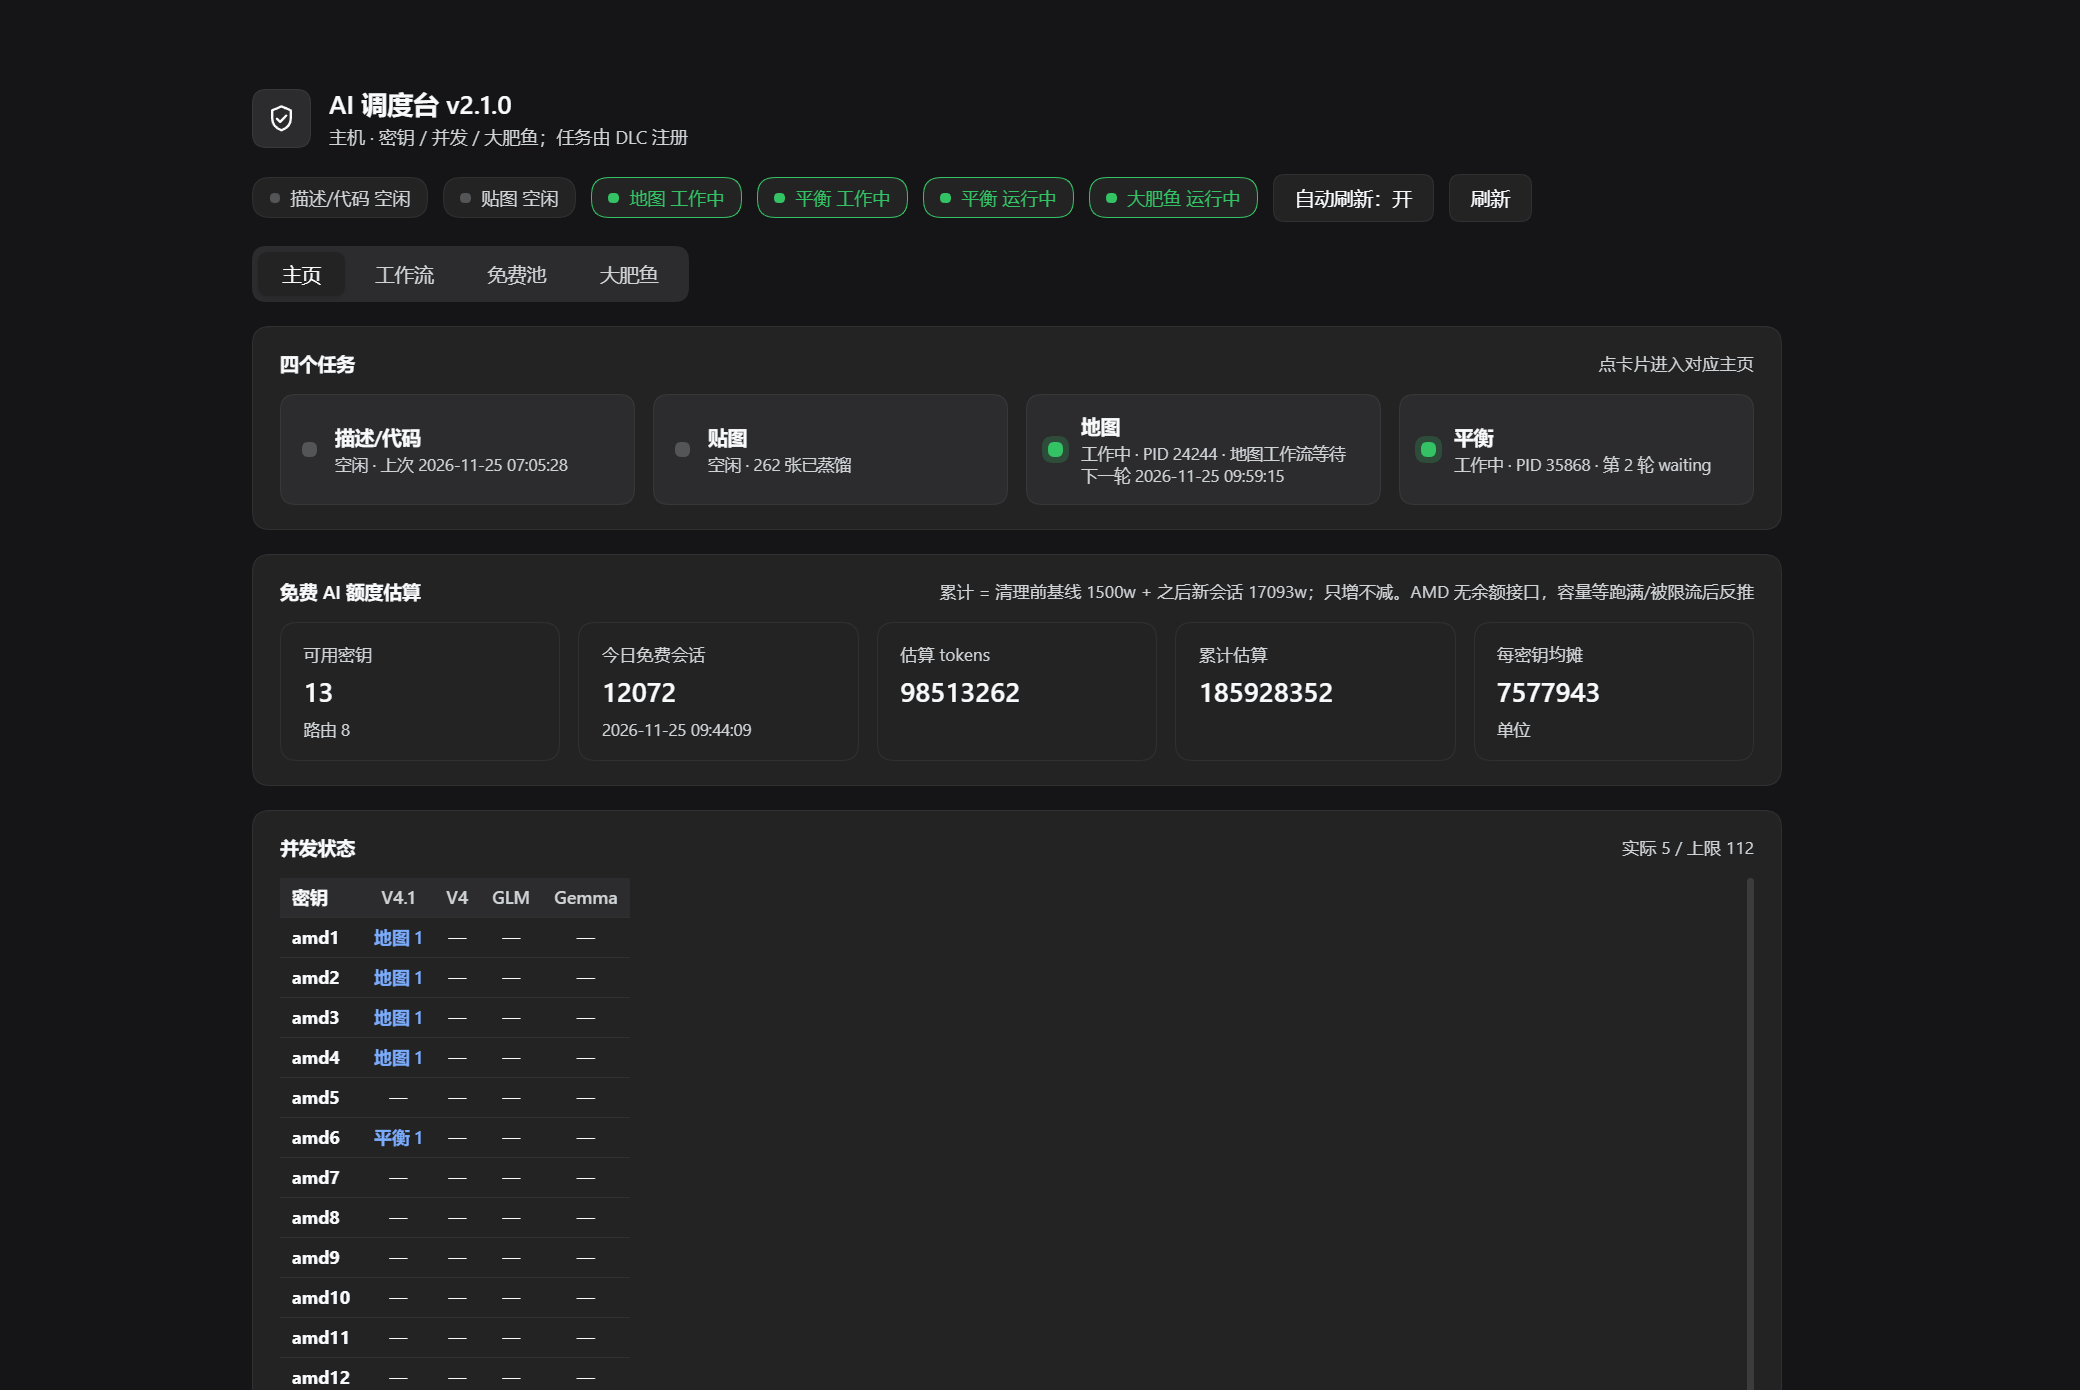 AI 调度台 v2.1.0
主机 · 密钥 / 并发 / 大肥鱼；任务由 DLC 注册
描述/代码 空闲
贴图 空闲
地图 工作中
平衡 工作中
平衡 运行中
大肥鱼 运行中
自动刷新：开
刷新
主页
工作流
免费池
大肥鱼
四个任务
点卡片进入对应主页
描述/代码
空闲 · 上次 2026-11-25 07:05:28
贴图
空闲 · 262 张已蒸馏
地图
工作中 · PID 24244 · 地图工作流等待
下一轮 2026-11-25 09:59:15
平衡
工作中 · PID 35868 · 第 2 轮 waiting
免费 AI 额度估算
累计 = 清理前基线 1500w + 之后新会话 17093w；只增不减。AMD 无余额接口，容量等跑满/被限流后反推
可用密钥
13
路由 8
今日免费会话
12072
2026-11-25 09:44:09
估算 tokens
98513262
累计估算
185928352
每密钥均摊
7577943
单位
并发状态
实际 5 / 上限 112
密钥 V4.1 V4 GLM Gemma
amd1 地图 1 — — —
amd2 地图 1 — — —
amd3 地图 1 — — —
amd4 地图 1 — — —
amd5 — — — —
amd6 平衡 1 — — —
amd7 — — — —
amd8 — — — —
amd9 — — — —
amd10 — — — —
amd11 — — — —
amd12 — — — —